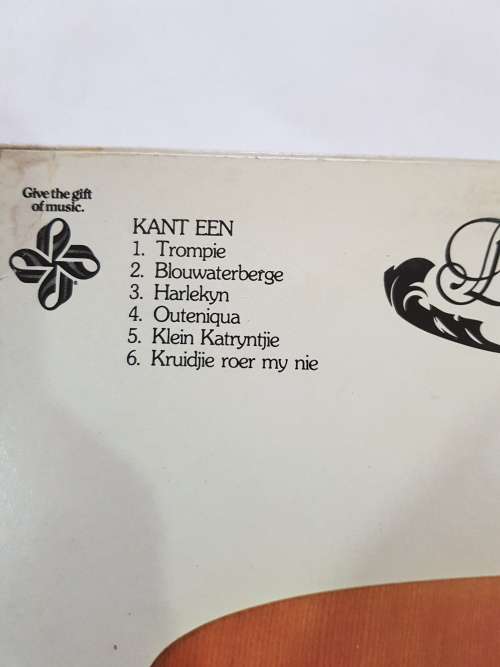 Give the gift
of music.
KANT EEN
1. Trompie
2. Blouwaterberge
3. Harlekyn
4. Outeniqua
5. Klein Katryntjie
6. Kruidjie roer my nie